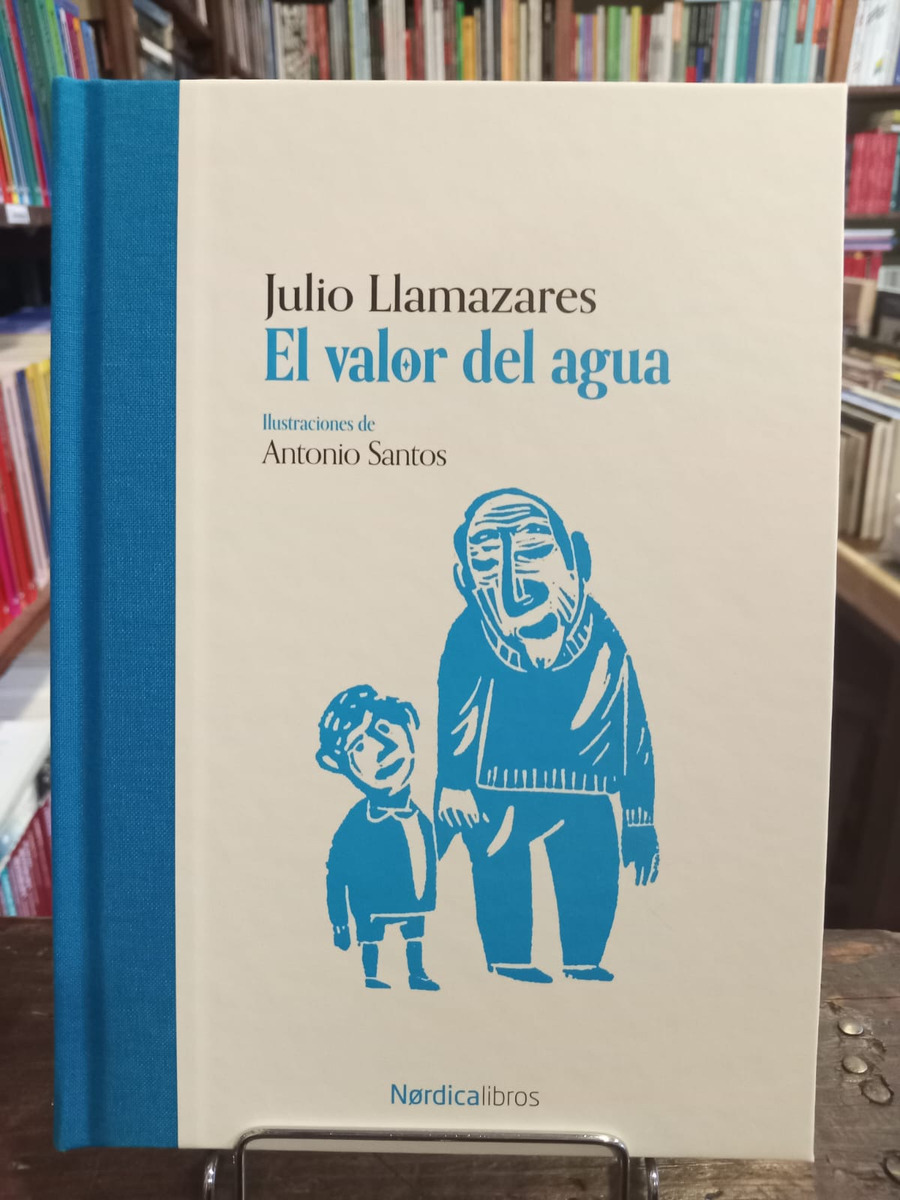 Julio Llamazares
El valor del agua
Ilustraciones de
Antonio Santos
Nørdicalibros